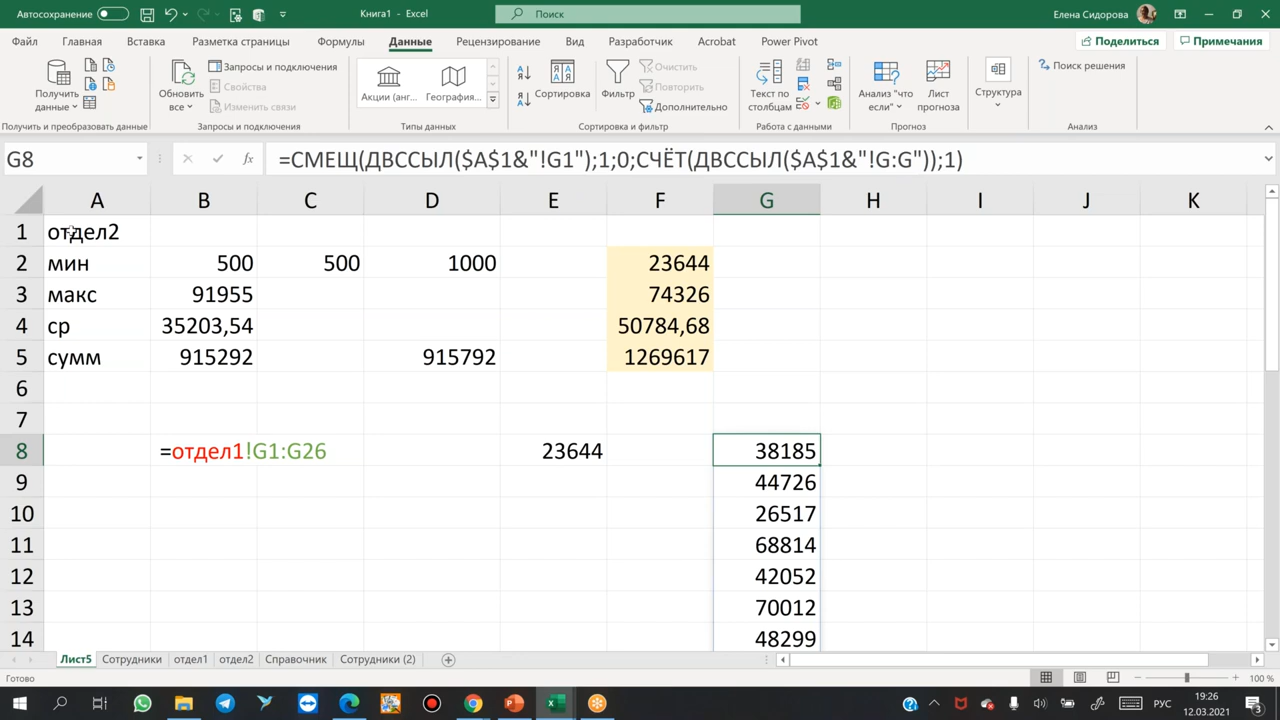 Автосохранение
Книга1 - Excel
Поиск
Елена Сидорова
Файл
Главная
Вставка
Разметка страницы
Формулы
Данные
Рецензирование
Вид
Разработчик
Acrobat
Power Pivot
Поделиться
Примечания
Получить данные
Запросы и подключения
Свойства
Изменить связи
Обновить все
Акции (анг...
География...
Сортировка
Фильтр
Очистить
Повторить
Дополнительно
Текст по столбцам
Анализ "что если"
Лист прогноза
Структура
Поиск решения
Получить и преобразовать данные
Запросы и подключения
Типы данных
Сортировка и фильтр
Работа с данными
Прогноз
Анализ
G8
fx
=СМЕЩ(ДВССЫЛ($A$1&"!G1");1;0;СЧЁТ(ДВССЫЛ($A$1&"!G:G"));1)
A B C D E F G H I J K
1 отдел2
2 мин 500 500 1000 23644
3 макс 91955 74326
4 ср 35203,54 50784,68
5 сумм 915292 915792 1269617
6
7
8 =отдел1!G1:G26 23644 38185
9 44726
10 26517
11 68814
12 42052
13 70012
14 48299
Лист5 Сотрудники отдел1 отдел2 Справочник Сотрудники (2)
Готово
100 %
РУС
19:26
12.03.2021